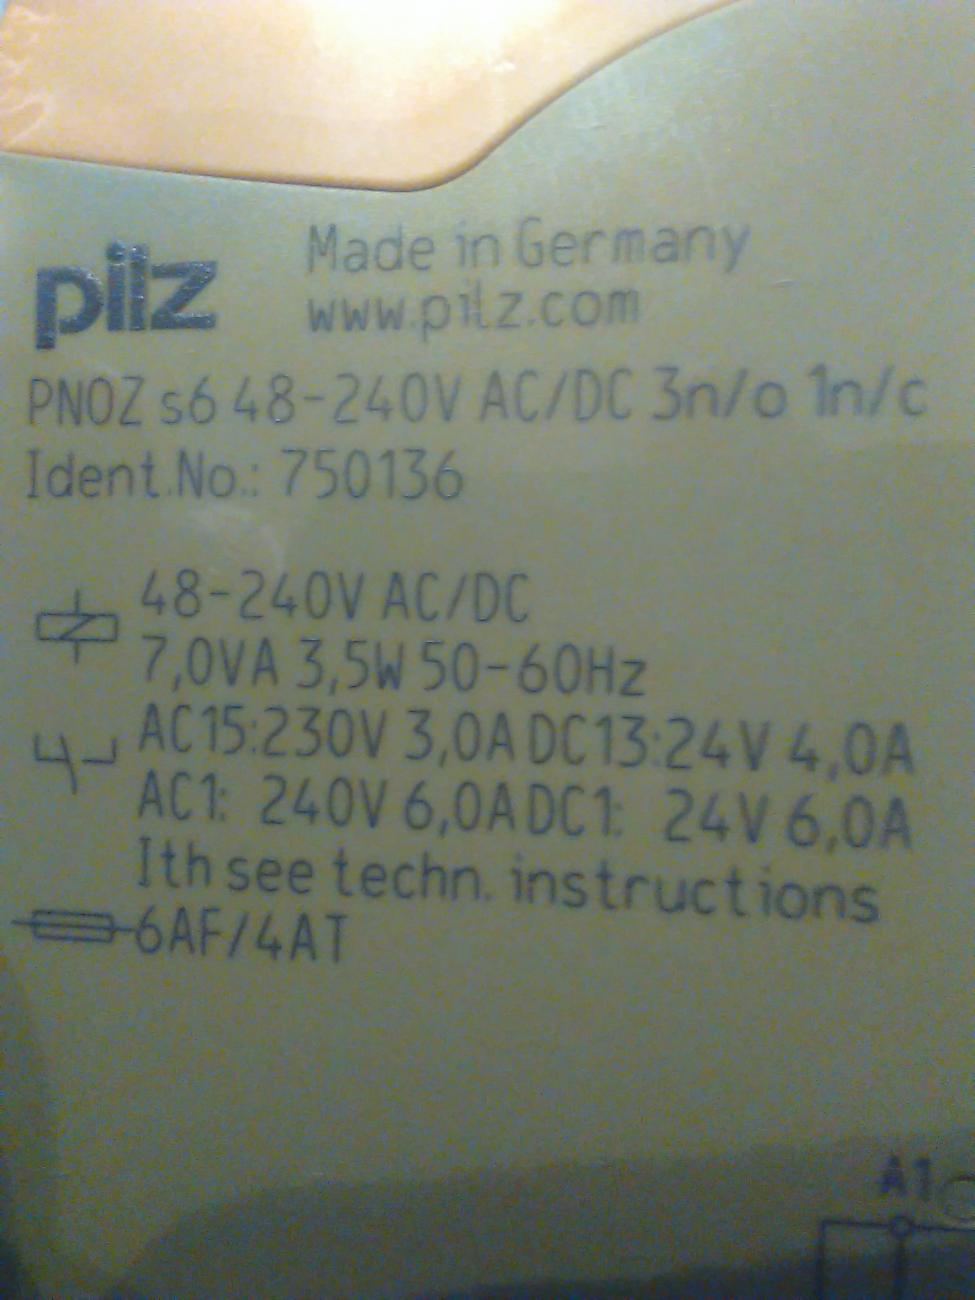 pilz
Made in Germany
www.pilz.com
PNOZ s6 48-240V AC/DC 3n/o 1n/c
Ident.No.: 750136
48-240V AC/DC
7,0VA 3,5W 50-60Hz
AC15:230V 3,0A DC13:24V 4,0A
AC1: 240V 6,0A DC1: 24V 6,0A
Ith see techn. instructions
6AF/4AT
A1